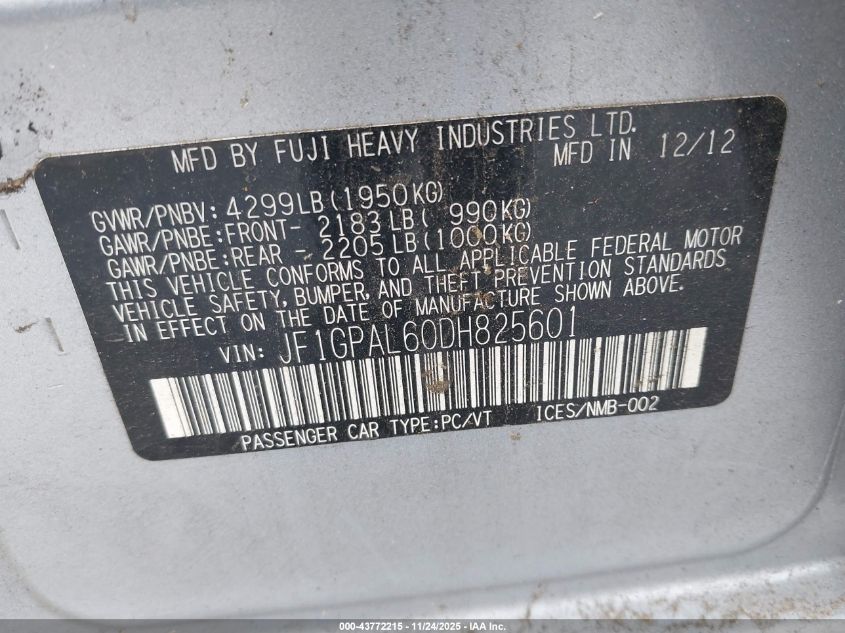 MFD BY FUJI HEAVY INDUSTRIES LTD.
MFD IN 12/12
GVWR/PNBV: 4299LB(1950KG)
GAWR/PNBE:FRONT- 2183LB( 990KG)
GAWR/PNBE:REAR - 2205LB(1000KG)
THIS VEHICLE CONFORMS TO ALL APPLICABLE FEDERAL MOTOR
VEHICLE SAFETY, BUMPER, AND THEFT PREVENTION STANDARDS
IN EFFECT ON THE DATE OF MANUFACTURE SHOWN ABOVE.
VIN: JF1GPAL60DH825601
PASSENGER CAR TYPE:PC/VT ICES/NMB-002
000-43772215 - 11/24/2025 - IAA Inc.